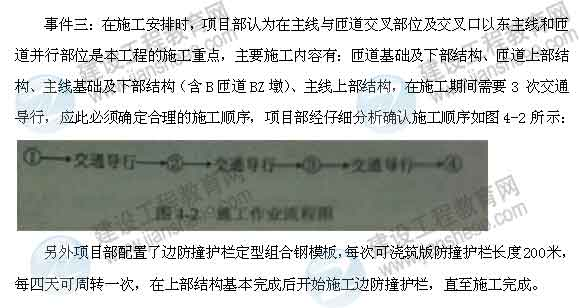 事件三：在施工安排时，项目部认为在主线与匝道交叉部位及交叉口以东主线和匝
道并行部位是本工程的施工重点，主要施工内容有：匝道基础及下部结构、匝道上部结
构、主线基础及下部结构（含B匝道BZ墩）、主线上部结构，在施工期间需要 3 次交通
导行，应此必须确定合理的施工顺序，项目部经仔细分析确认施工顺序如图4-2所示：
①→交通导行→②→交通导行→③→交通导行→④
图4-2 施工作业流程图
另外项目部配置了边防撞护栏定型组合钢模板，每次可浇筑版防撞护栏长度200米，
每四天可周转一次，在上部结构基本完成后开始施工边防撞护栏，直至施工完成。
建设工程教育网
www.jianshe99.com